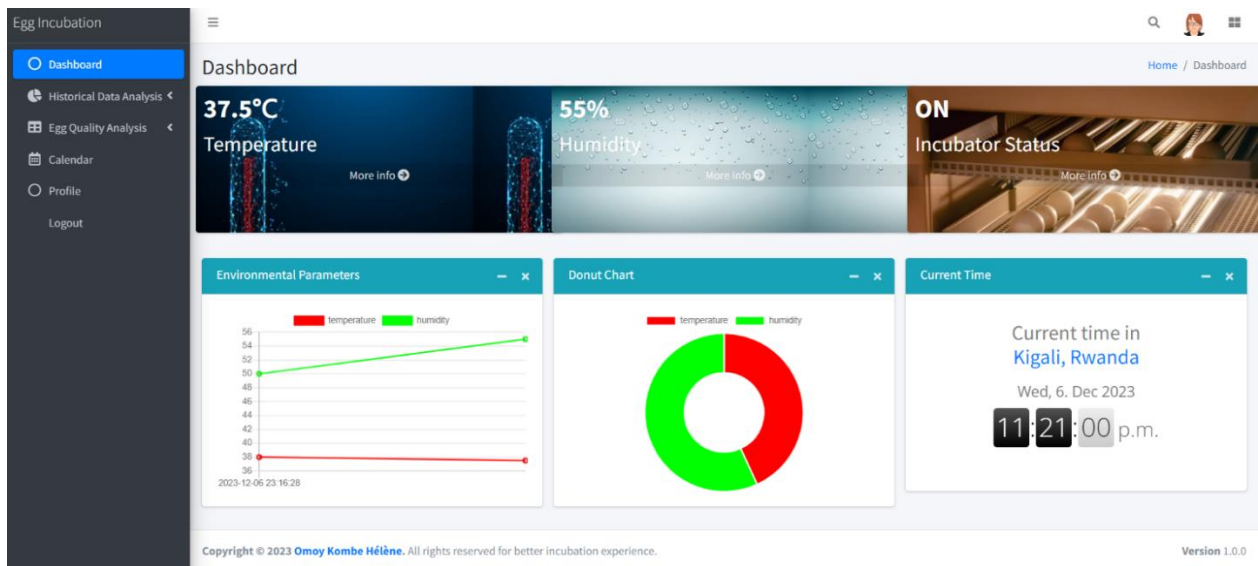 Egg Incubation
Dashboard
Historical Data Analysis
Egg Quality Analysis
Calendar
Profile
Logout
Dashboard
Home / Dashboard
37.5°C
Temperature
More info
55%
Humidity
More info
ON
Incubator Status
More info
Environmental Parameters
temperature humidity
56
54
52
50
48
46
44
42
40
38
36
2023-12-06 23:16:28
Donut Chart
temperature humidity
Current Time
Current time in
Kigali, Rwanda
Wed, 6. Dec 2023
11:21:00 p.m.
Copyright © 2023 Omoy Kombe Hélène. All rights reserved for better incubation experience.
Version 1.0.0